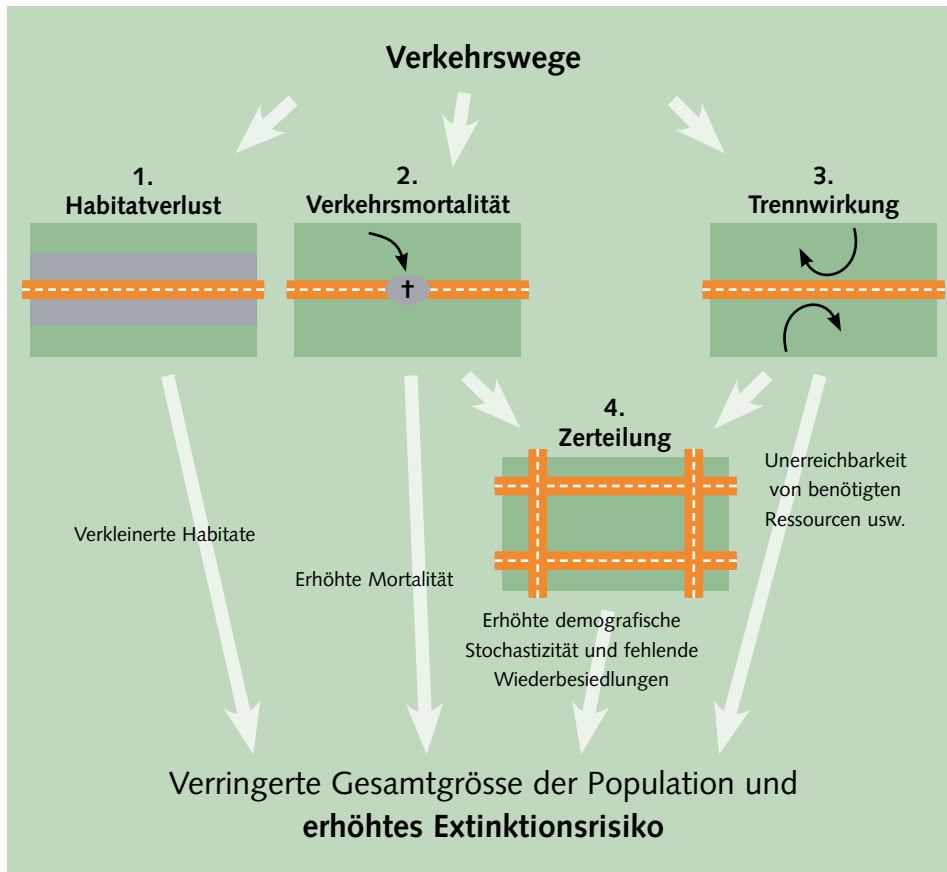 Verkehrswege
1.
Habitatverlust
2.
Verkehrsmortalität
3.
Trennwirkung
†
4.
Zerteilung
Unerreichbarkeit
von benötigten
Ressourcen usw.
Verkleinerte Habitate
Erhöhte Mortalität
Erhöhte demografische
Stochastizität und fehlende
Wiederbesiedlungen
Verringerte Gesamtgrösse der Population und
erhöhtes Extinktionsrisiko